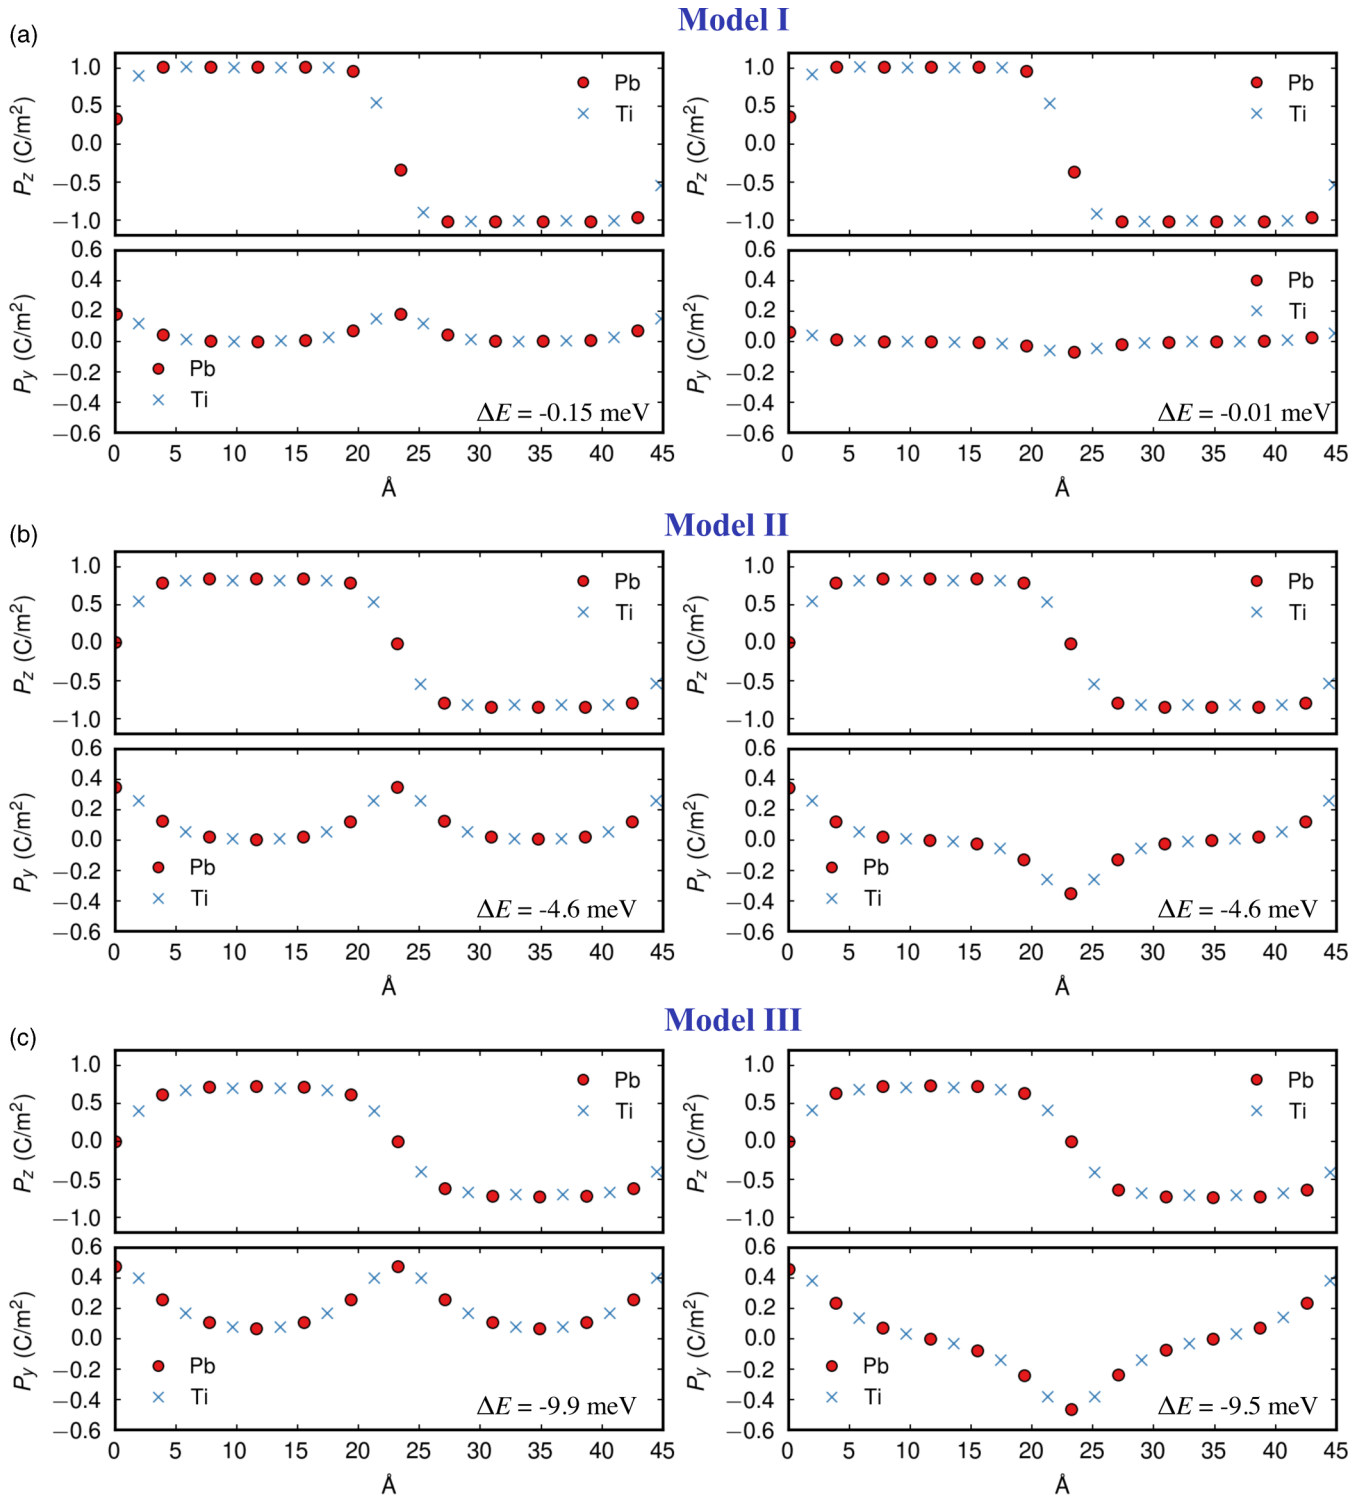 (a)
Model I
1.0
0.5
0.0
−0.5
−1.0
P_z (C/m²)
Pb
Ti
1.0
0.5
0.0
−0.5
−1.0
P_z (C/m²)
Pb
Ti
0.6
0.4
0.2
0.0
−0.2
−0.4
−0.6
P_y (C/m²)
Pb
Ti
ΔE = -0.15 meV
0 5 10 15 20 25 30 35 40 45
Å
0.6
0.4
0.2
0.0
−0.2
−0.4
−0.6
P_y (C/m²)
Pb
Ti
ΔE = -0.01 meV
0 5 10 15 20 25 30 35 40 45
Å
(b)
Model II
1.0
0.5
0.0
−0.5
−1.0
P_z (C/m²)
Pb
Ti
1.0
0.5
0.0
−0.5
−1.0
P_z (C/m²)
Pb
Ti
0.6
0.4
0.2
0.0
−0.2
−0.4
−0.6
P_y (C/m²)
Pb
Ti
ΔE = -4.6 meV
0 5 10 15 20 25 30 35 40 45
Å
0.6
0.4
0.2
0.0
−0.2
−0.4
−0.6
P_y (C/m²)
Pb
Ti
ΔE = -4.6 meV
0 5 10 15 20 25 30 35 40 45
Å
(c)
Model III
1.0
0.5
0.0
−0.5
−1.0
P_z (C/m²)
Pb
Ti
1.0
0.5
0.0
−0.5
−1.0
P_z (C/m²)
Pb
Ti
0.6
0.4
0.2
0.0
−0.2
−0.4
−0.6
P_y (C/m²)
Pb
Ti
ΔE = -9.9 meV
0 5 10 15 20 25 30 35 40 45
Å
0.6
0.4
0.2
0.0
−0.2
−0.4
−0.6
P_y (C/m²)
Pb
Ti
ΔE = -9.5 meV
0 5 10 15 20 25 30 35 40 45
Å